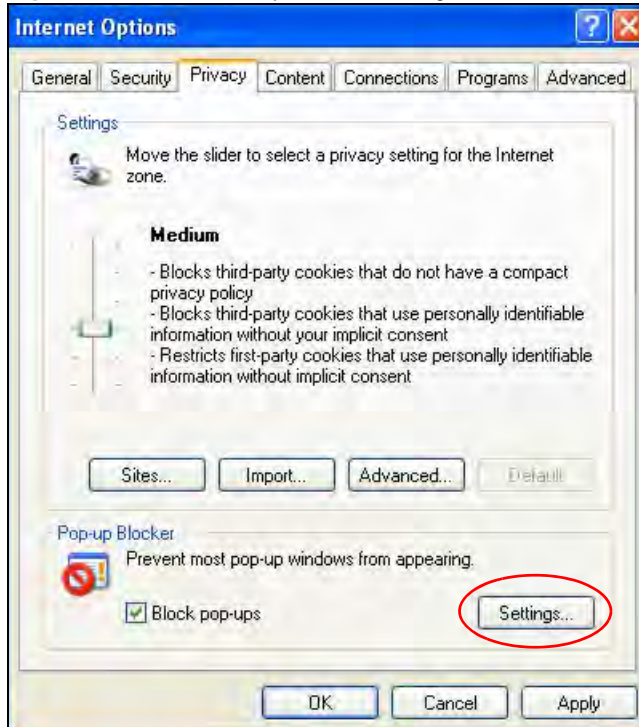 Internet Options
General Security Privacy Content Connections Programs Advanced
Settings
Move the slider to select a privacy setting for the Internet
zone.
Medium
- Blocks third-party cookies that do not have a compact
privacy policy
- Blocks third-party cookies that use personally identifiable
information without your implicit consent
- Restricts first-party cookies that use personally identifiable
information without implicit consent
Sites... Import... Advanced... Default
Pop-up Blocker
Prevent most pop-up windows from appearing.
Block pop-ups Settings...
OK Cancel Apply